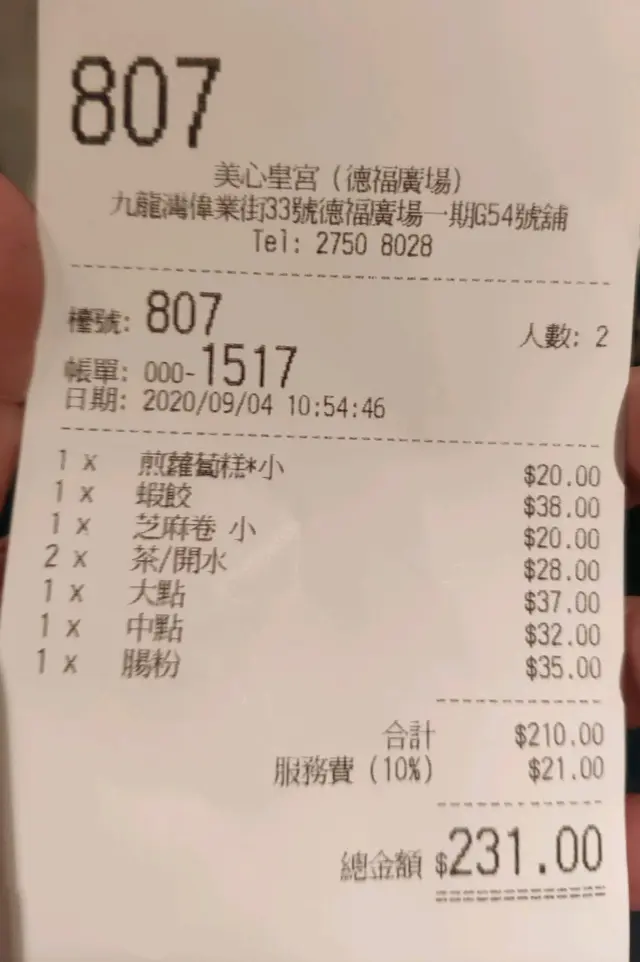 807
美心皇宮(德福廣場)
九龍灣偉業街33號德福廣場一期G54號舖
Tel: 2750 8028
檯號: 807 人數: 2
帳單: 000-1517
日期: 2020/09/04 10:54:46
1 x 煎蘿蔔糕*小 $20.00
1 x 蝦餃 $38.00
1 x 芝麻卷 小 $20.00
2 x 茶/開水 $28.00
1 x 大點 $37.00
1 x 中點 $32.00
1 x 腸粉 $35.00
合計 $210.00
服務費(10%) $21.00
總金額 $231.00